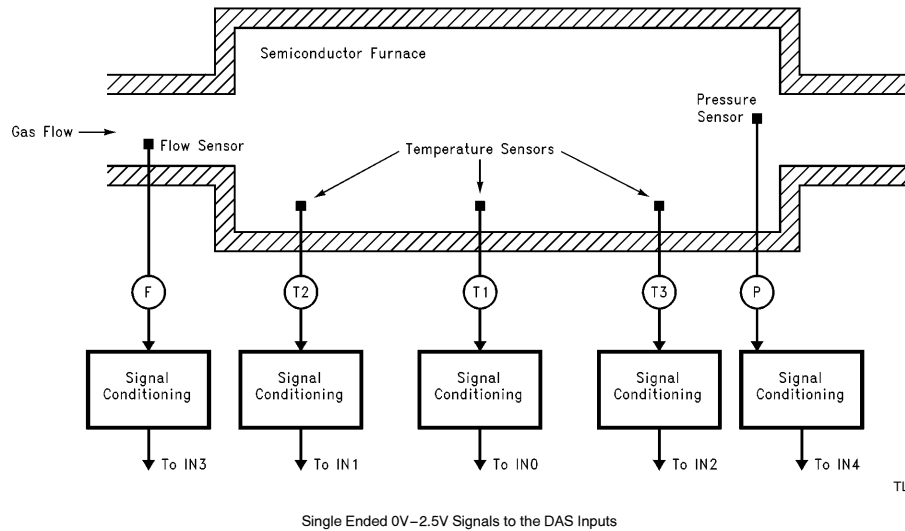 Semiconductor Furnace
Pressure
Sensor
Gas Flow
Flow Sensor
Temperature Sensors
F
T2
T1
T3
P
Signal
Conditioning
Signal
Conditioning
Signal
Conditioning
Signal
Conditioning
Signal
Conditioning
To IN3
To IN1
To IN0
To IN2
To IN4
TL
Single Ended 0V–2.5V Signals to the DAS Inputs